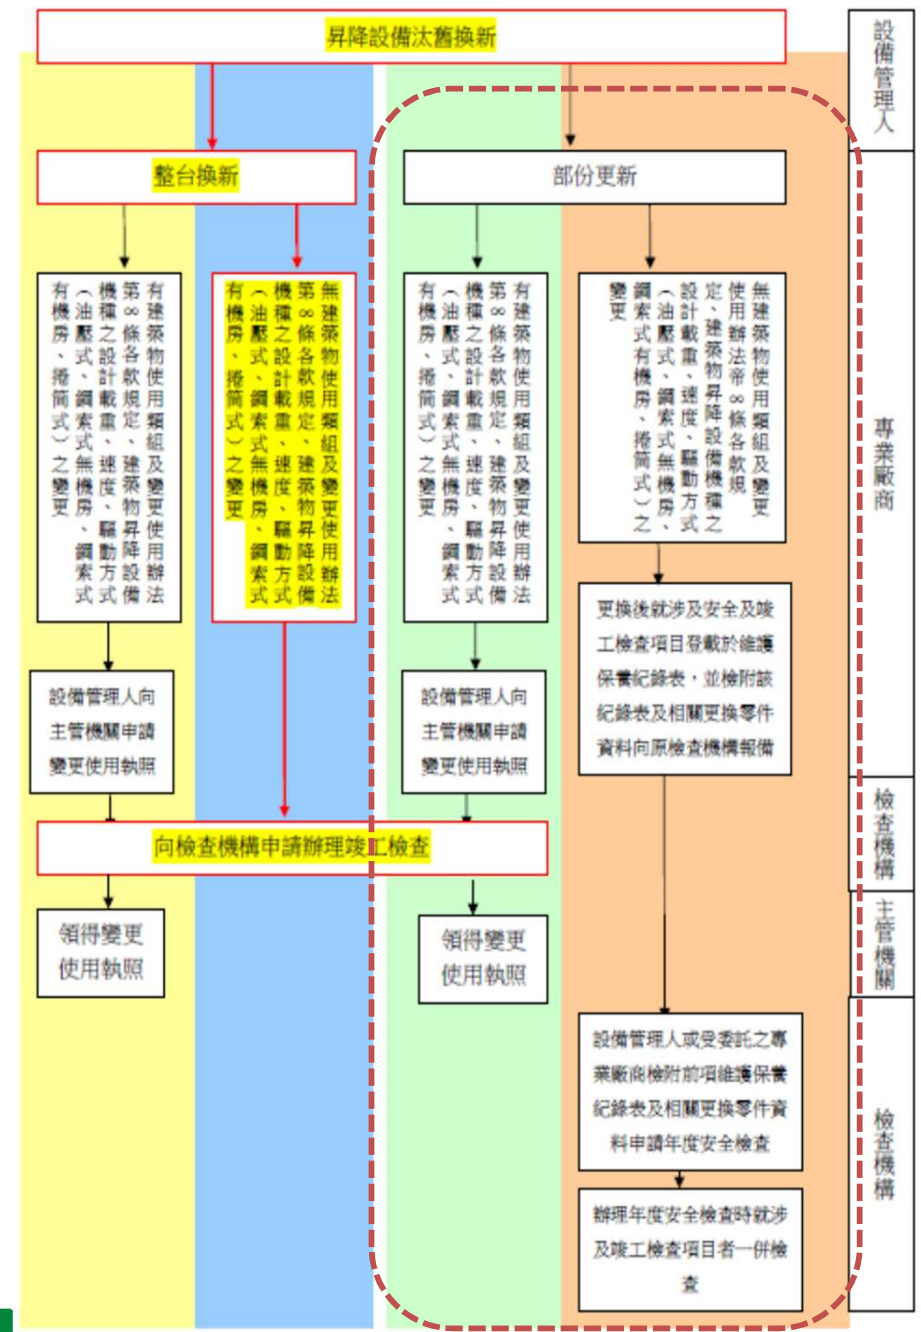 昇降設備汰舊換新
設備管理人
整台換新
部份更新
有建築物使用類組及變更使用辦法
第∞條各款規定、建築物昇降設備
機種之設計載重、速度、驅動方式
（油壓式、鋼索式無機房、鋼索式
有機房、捲筒式）之變更
無建築物使用類組及變更使用辦法
第∞條各款規定、建築物昇降設備
機種之設計載重、速度、驅動方式
（油壓式、鋼索式無機房、鋼索式
有機房、捲筒式）之變更
有建築物使用類組及變更使用辦法
第∞條各款規定、建築物昇降設備
機種之設計載重、速度、驅動方式
（油壓式、鋼索式無機房、鋼索式
有機房、捲筒式）之變更
無建築物使用類組及變更
使用辦法帝∞條各款規
定、建築物昇降設備機種之
設計載重、速度、驅動方式
（油壓式、鋼索式無機房、
鋼索式有機房、捲筒式）之
變更
專業廠商
更換後就涉及安全及竣
工檢查項目登載於維護
保養紀錄表，並檢附該
紀錄表及相關更換零件
資料向原檢查機構報備
設備管理人向
主管機關申請
變更使用執照
設備管理人向
主管機關申請
變更使用執照
向檢查機構申請辦理竣工檢查
檢查機構
領得變更
使用執照
領得變更
使用執照
主管機關
設備管理人或受委託之專
業廠商檢附前項維護保養
紀錄表及相關更換零件資
料申請年度安全檢查
檢查機構
辦理年度安全檢查時就涉
及竣工檢查項目者一併檢
查